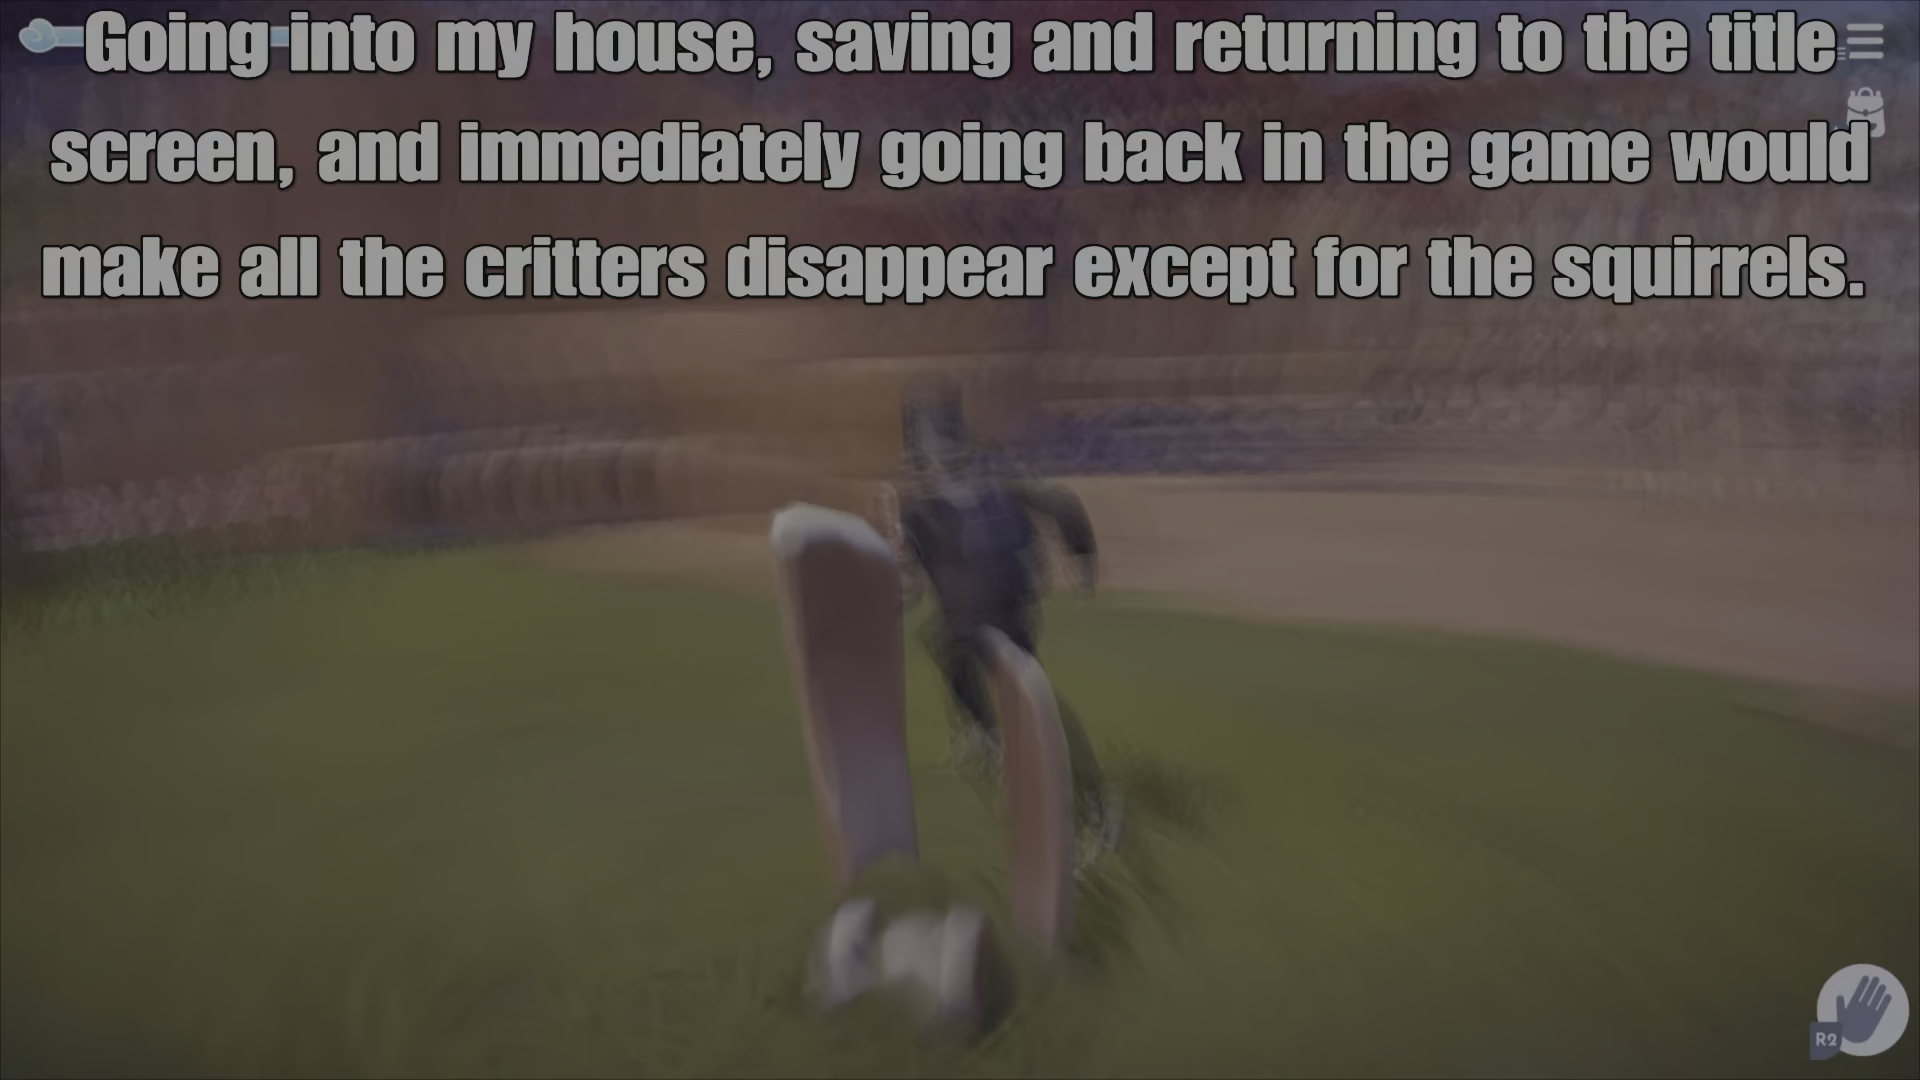 Going into my house, saving and returning to the title
screen, and immediately going back in the game would
make all the critters disappear except for the squirrels.
R2